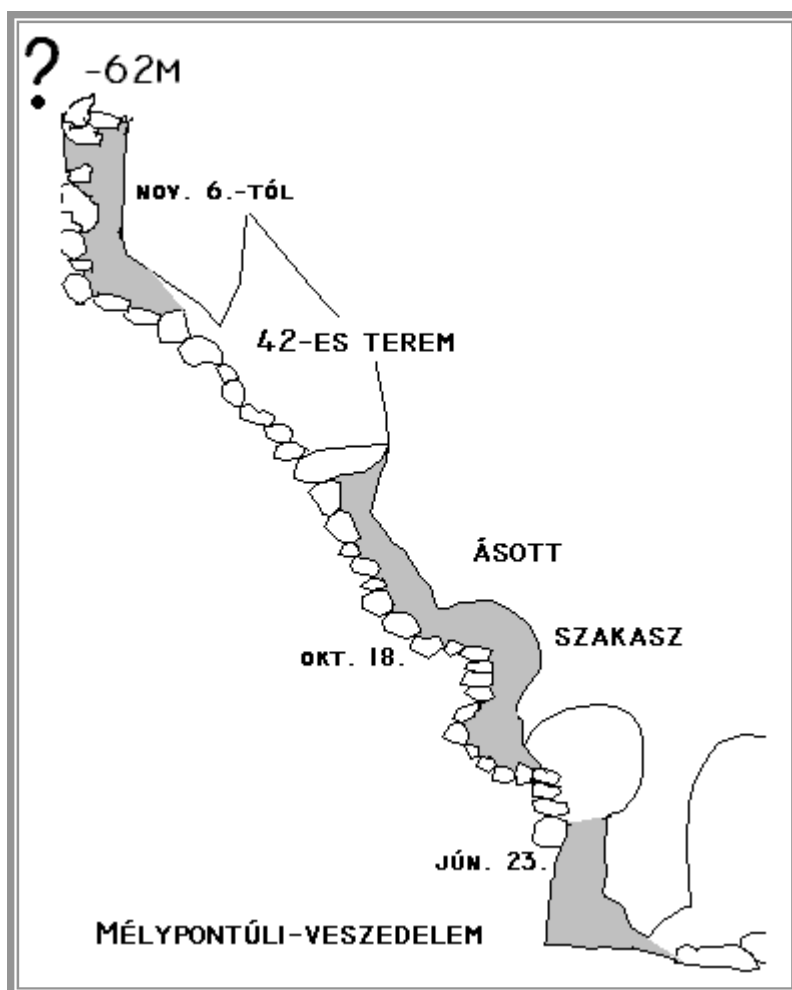 ? -62M
NOV. 6.-TÓL
42-ES TEREM
ÁSOTT
SZAKASZ
OKT. 18.
JÚN. 23.
MÉLYPONTÚLI-VESZEDELEM